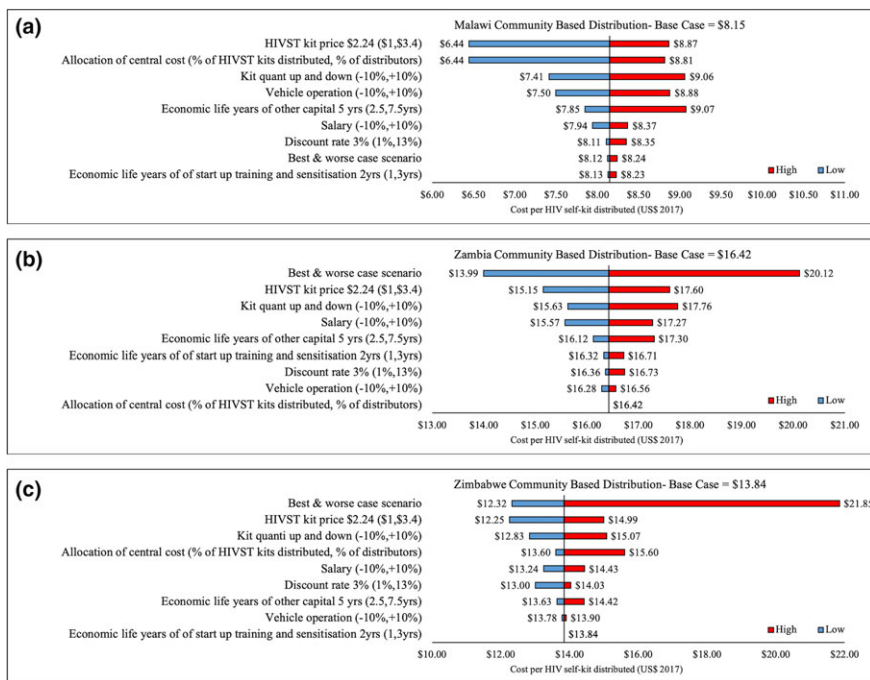 (a)
Malawi Community Based Distribution- Base Case = $8.15
HIVST kit price $2.24 ($1,$3.4) $6.44 $8.87
Allocation of central cost (% of HIVST kits distributed, % of distributors) $6.44 $8.81
Kit quant up and down (-10%,+10%) $7.41 $9.06
Vehicle operation (-10%,+10%) $7.50 $8.88
Economic life years of other capital 5 yrs (2.5,7.5yrs) $7.85 $9.07
Salary (-10%,+10%) $7.94 $8.37
Discount rate 3% (1%,13%) $8.11 $8.35
Best & worse case scenario $8.12 $8.24
Economic life years of of start up training and sensitisation 2yrs (1,3yrs) $8.13 $8.23
High Low
$6.00 $6.50 $7.00 $7.50 $8.00 $8.50 $9.00 $9.50 $10.00 $10.50 $11.00
Cost per HIV self-kit distributed (US$ 2017)
(b)
Zambia Community Based Distribution- Base Case = $16.42
Best & worse case scenario $13.99 $20.12
HIVST kit price $2.24 ($1,$3.4) $15.15 $17.60
Kit quant up and down (-10%,+10%) $15.63 $17.76
Salary (-10%,+10%) $15.57 $17.27
Economic life years of other capital 5 yrs (2.5,7.5yrs) $16.12 $17.30
Economic life years of of start up training and sensitisation 2yrs (1,3yrs) $16.32 $16.71
Discount rate 3% (1%,13%) $16.36 $16.73
Vehicle operation (-10%,+10%) $16.28 $16.56
Allocation of central cost (% of HIVST kits distributed, % of distributors) $16.42
High Low
$13.00 $14.00 $15.00 $16.00 $17.00 $18.00 $19.00 $20.00 $21.00
Cost per HIV self-kit distributed (US$ 2017)
(c)
Zimbabwe Community Based Distribution- Base Case = $13.84
Best & worse case scenario $12.32 $21.85
HIVST kit price $2.24 ($1,$3.4) $12.25 $14.99
Kit quanti up and down (-10%,+10%) $12.83 $15.07
Allocation of central cost (% of HIVST kits distributed, % of distributors) $13.60 $15.60
Salary (-10%,+10%) $13.24 $14.43
Discount rate 3% (1%,13%) $13.00 $14.03
Economic life years of other capital 5 yrs (2.5,7.5yrs) $13.63 $14.42
Vehicle operation (-10%,+10%) $13.78 $13.90
Economic life years of of start up training and sensitisation 2yrs (1,3yrs) $13.84
High Low
$10.00 $12.00 $14.00 $16.00 $18.00 $20.00 $22.00
Cost per HIV self-kit distributed (US$ 2017)